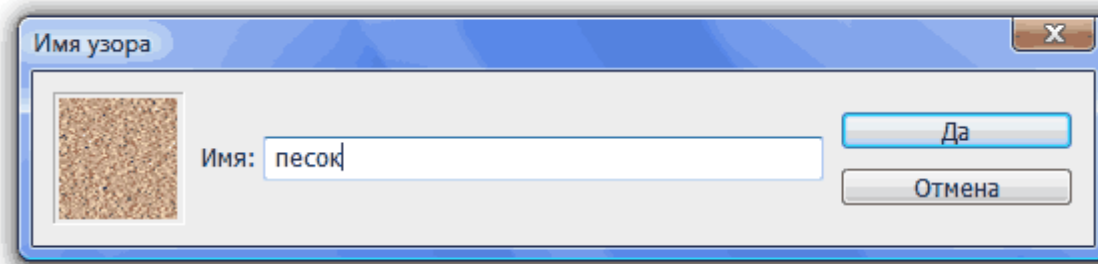 Имя узора
Имя: песок
Да
Отмена